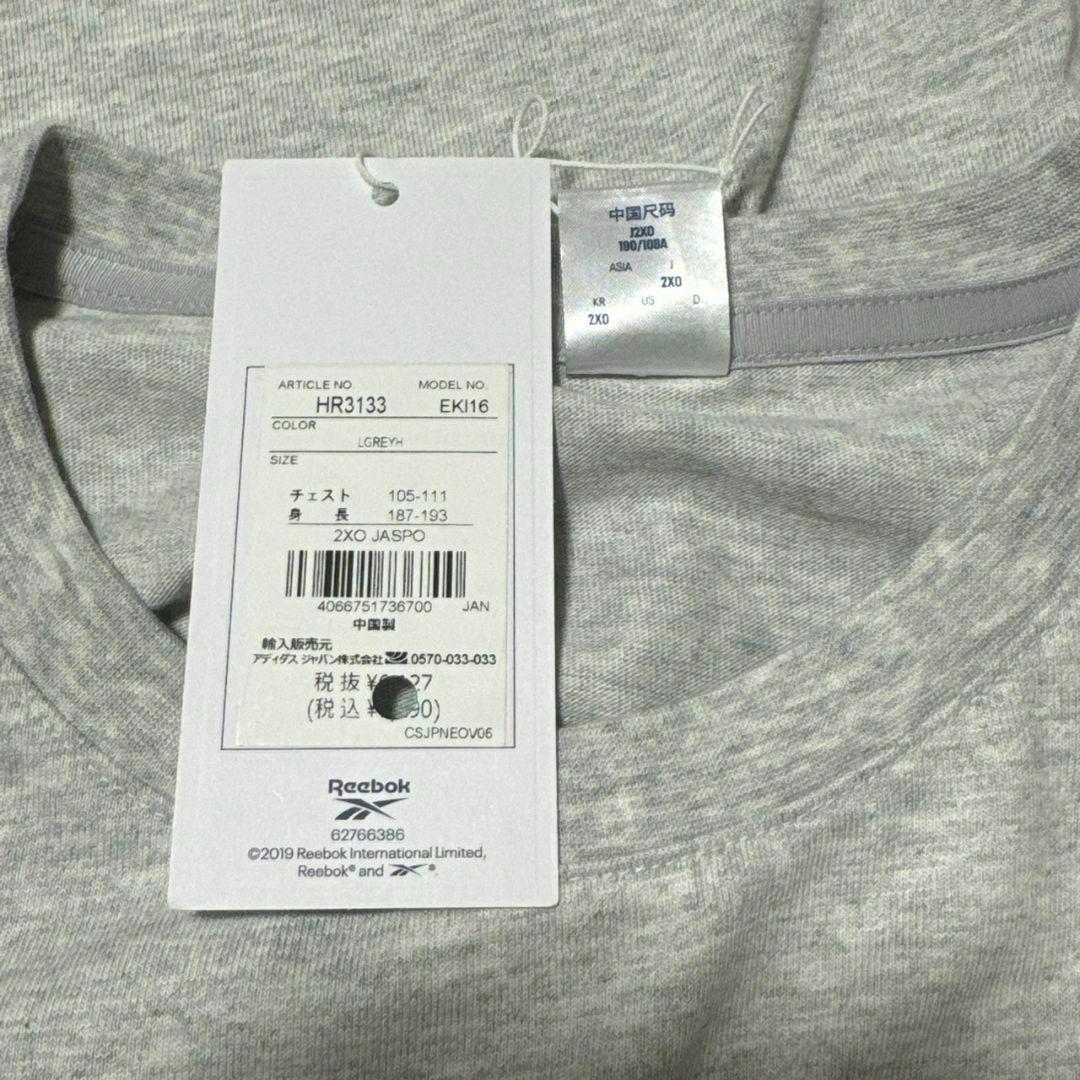 ARTICLE NO. MODEL NO.
HR3133 EKI16
COLOR
LGREYH
SIZE
チェスト 105-111
身 長 187-193
2XO JASPO
4066751736700 JAN
中国製
輸入販売元
アディダス ジャパン株式会社 0570-033-033
税抜 ¥ 27
(税込 ¥ 90)
CSJPNEOV06
Reebok
62766386
©2019 Reebok International Limited,
Reebok® and ®.
中国尺码
J2XO
190/108A
ASIA J
2XO
KR US D
2XO